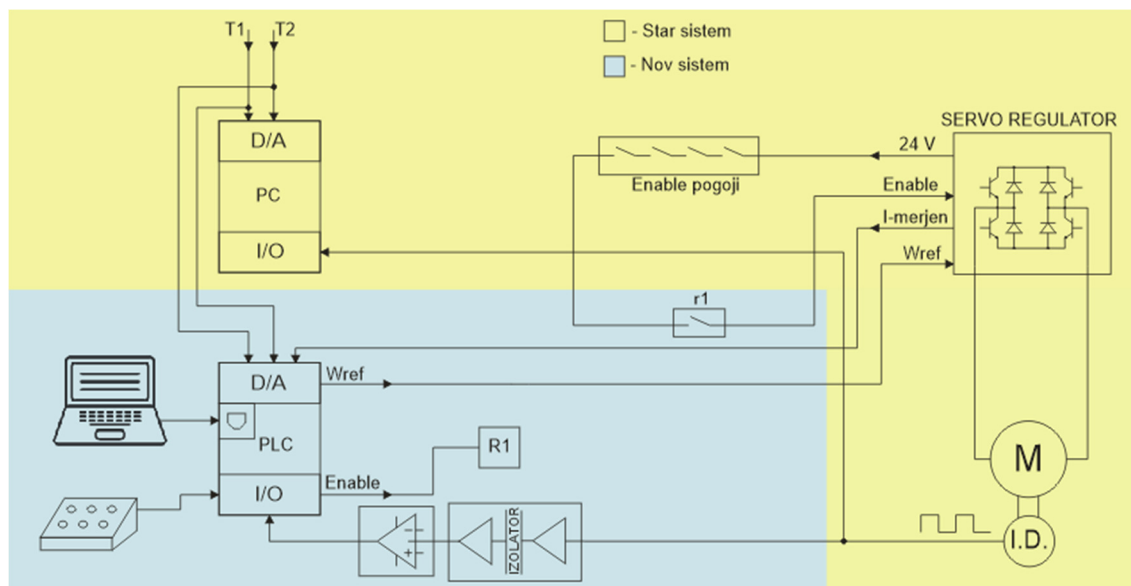 T1 T2
- Star sistem
- Nov sistem
SERVO REGULATOR
D/A
PC
I/O
24 V
Enable pogoji
Enable
I-merjen
Wref
r1
D/A
Wref
PLC
R1
I/O
Enable
IZOLATOR
- -
+ -
M
I.D.